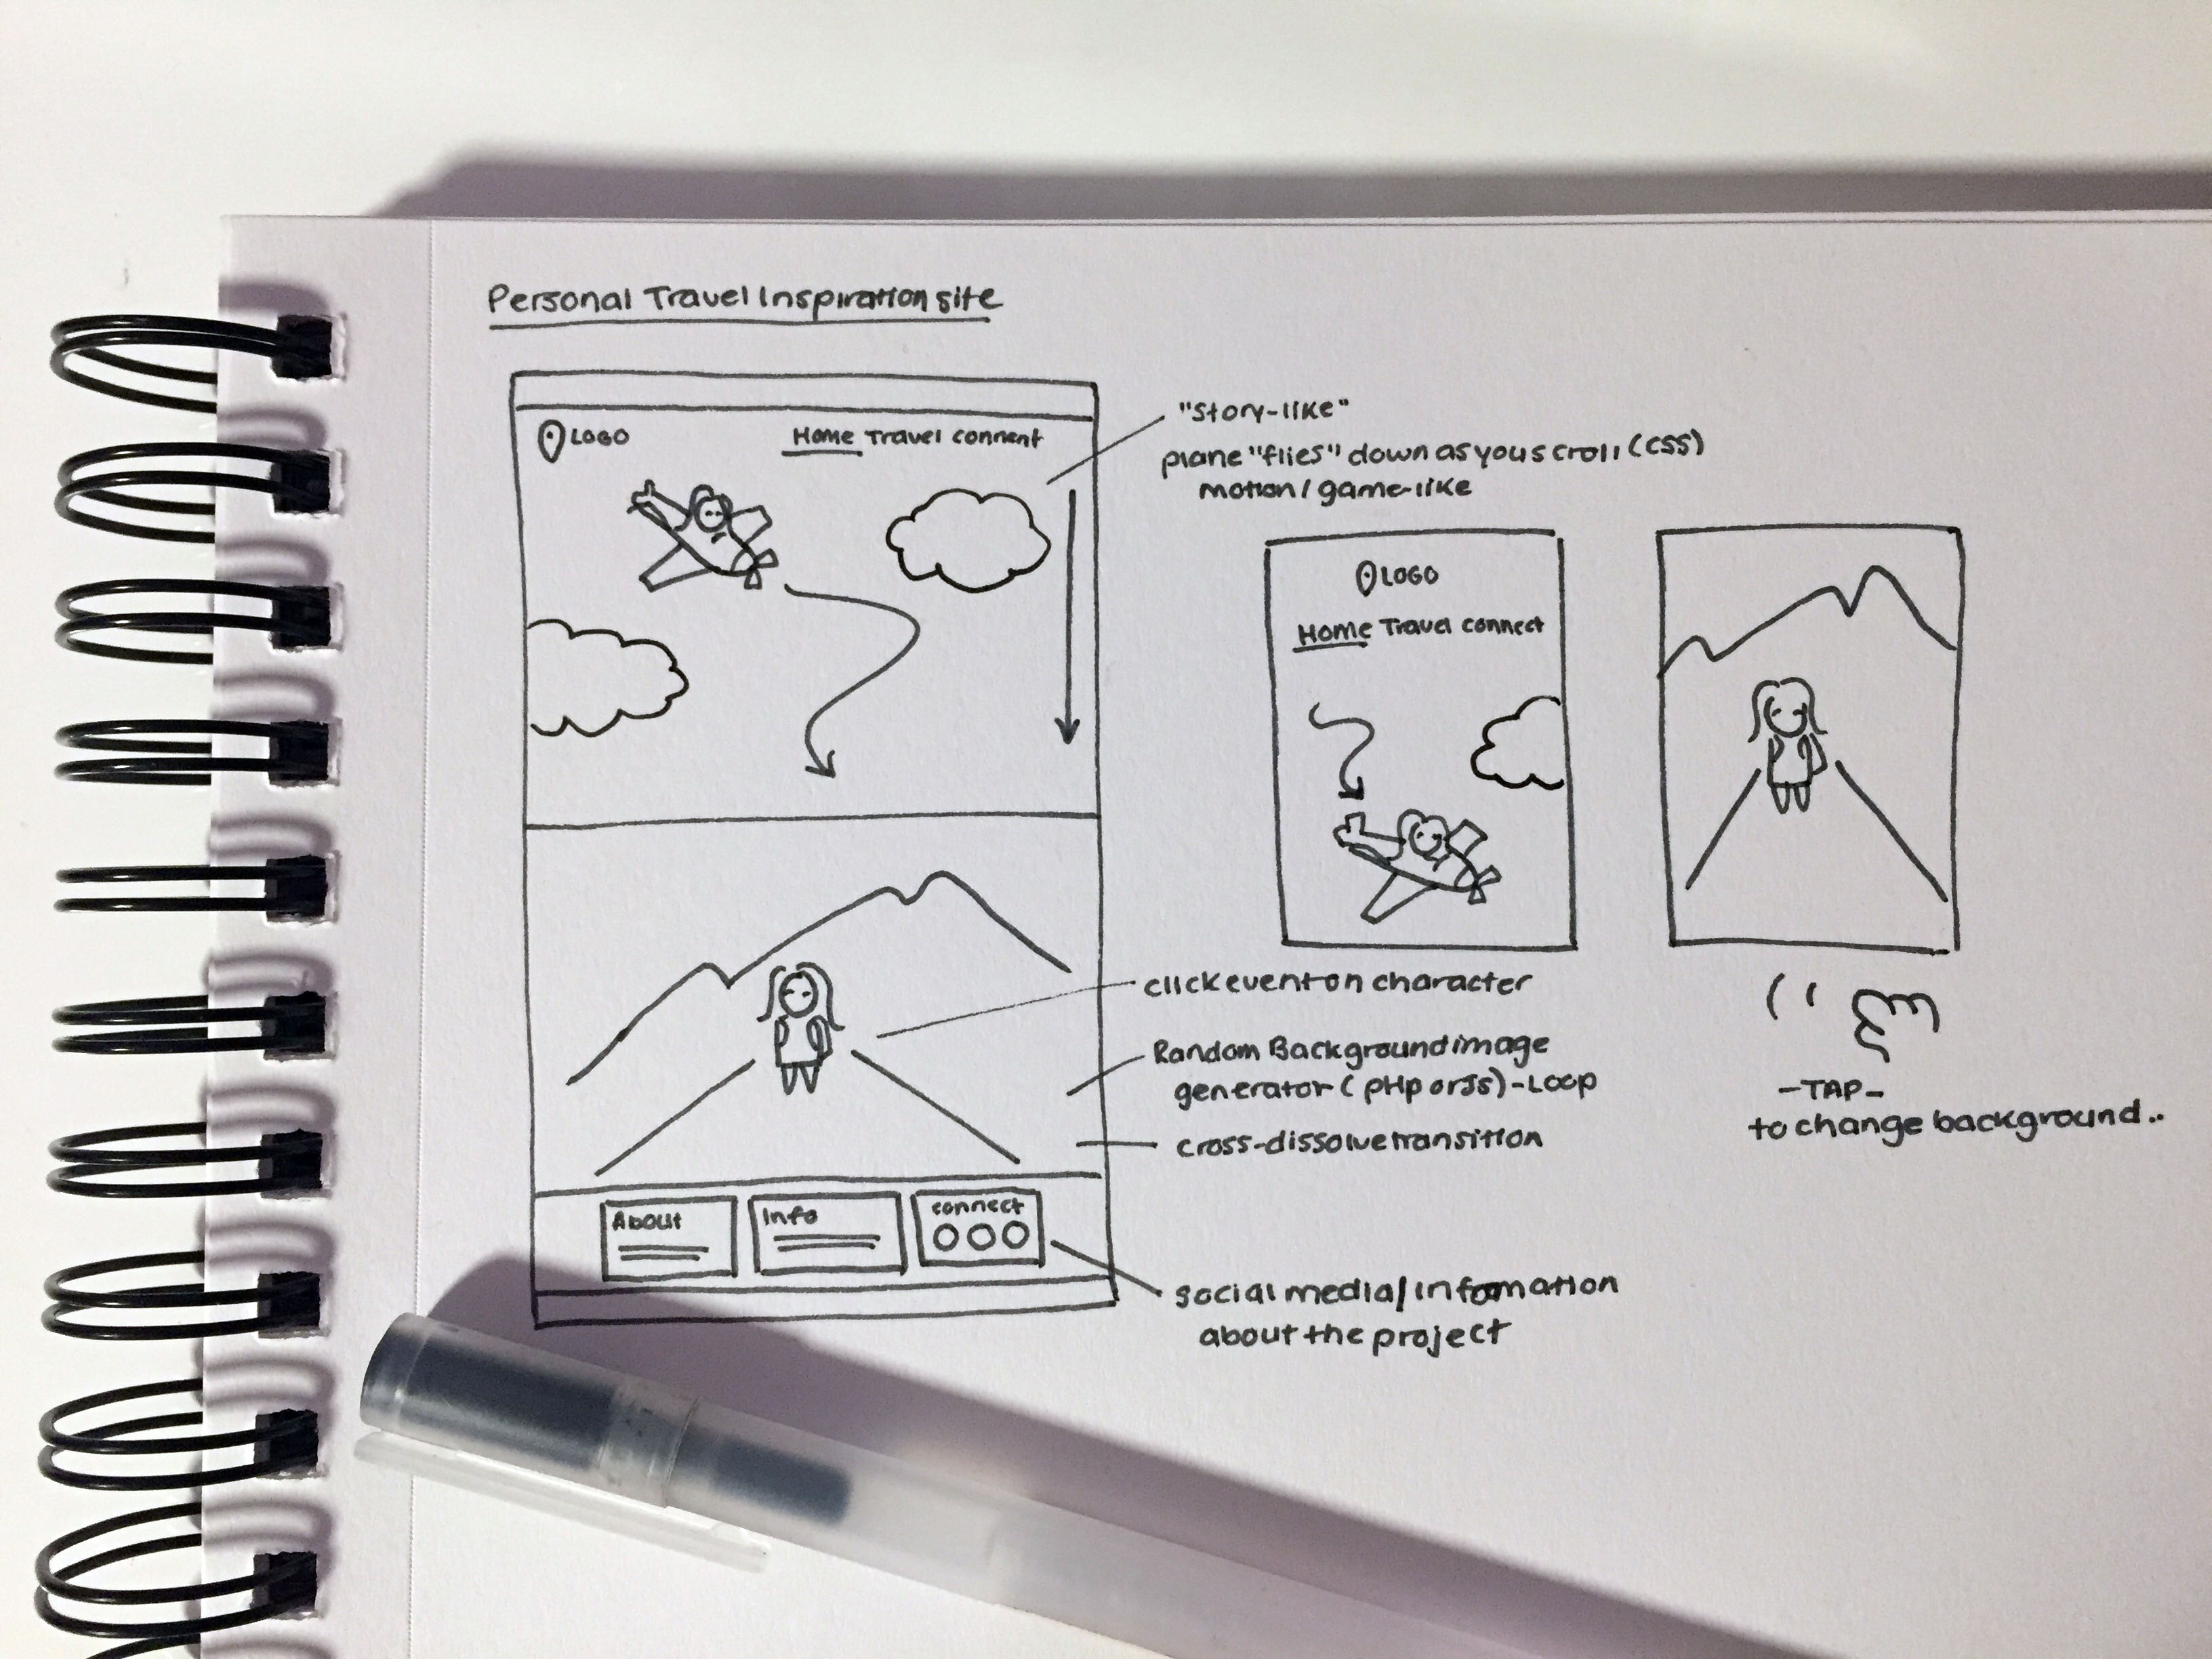 Personal Travel Inspiration site
LOGO
Home Travel connent
"story-like"
plane "flies" down as you scroll (CSS)
motion / game-like
LOGO
Home Travel connect
click event on character
Random Background image
generator (PHP or JS) - Loop
cross-dissolve transition
- TAP -
to change background..
About
Info
connect
social media / infomation
about the project